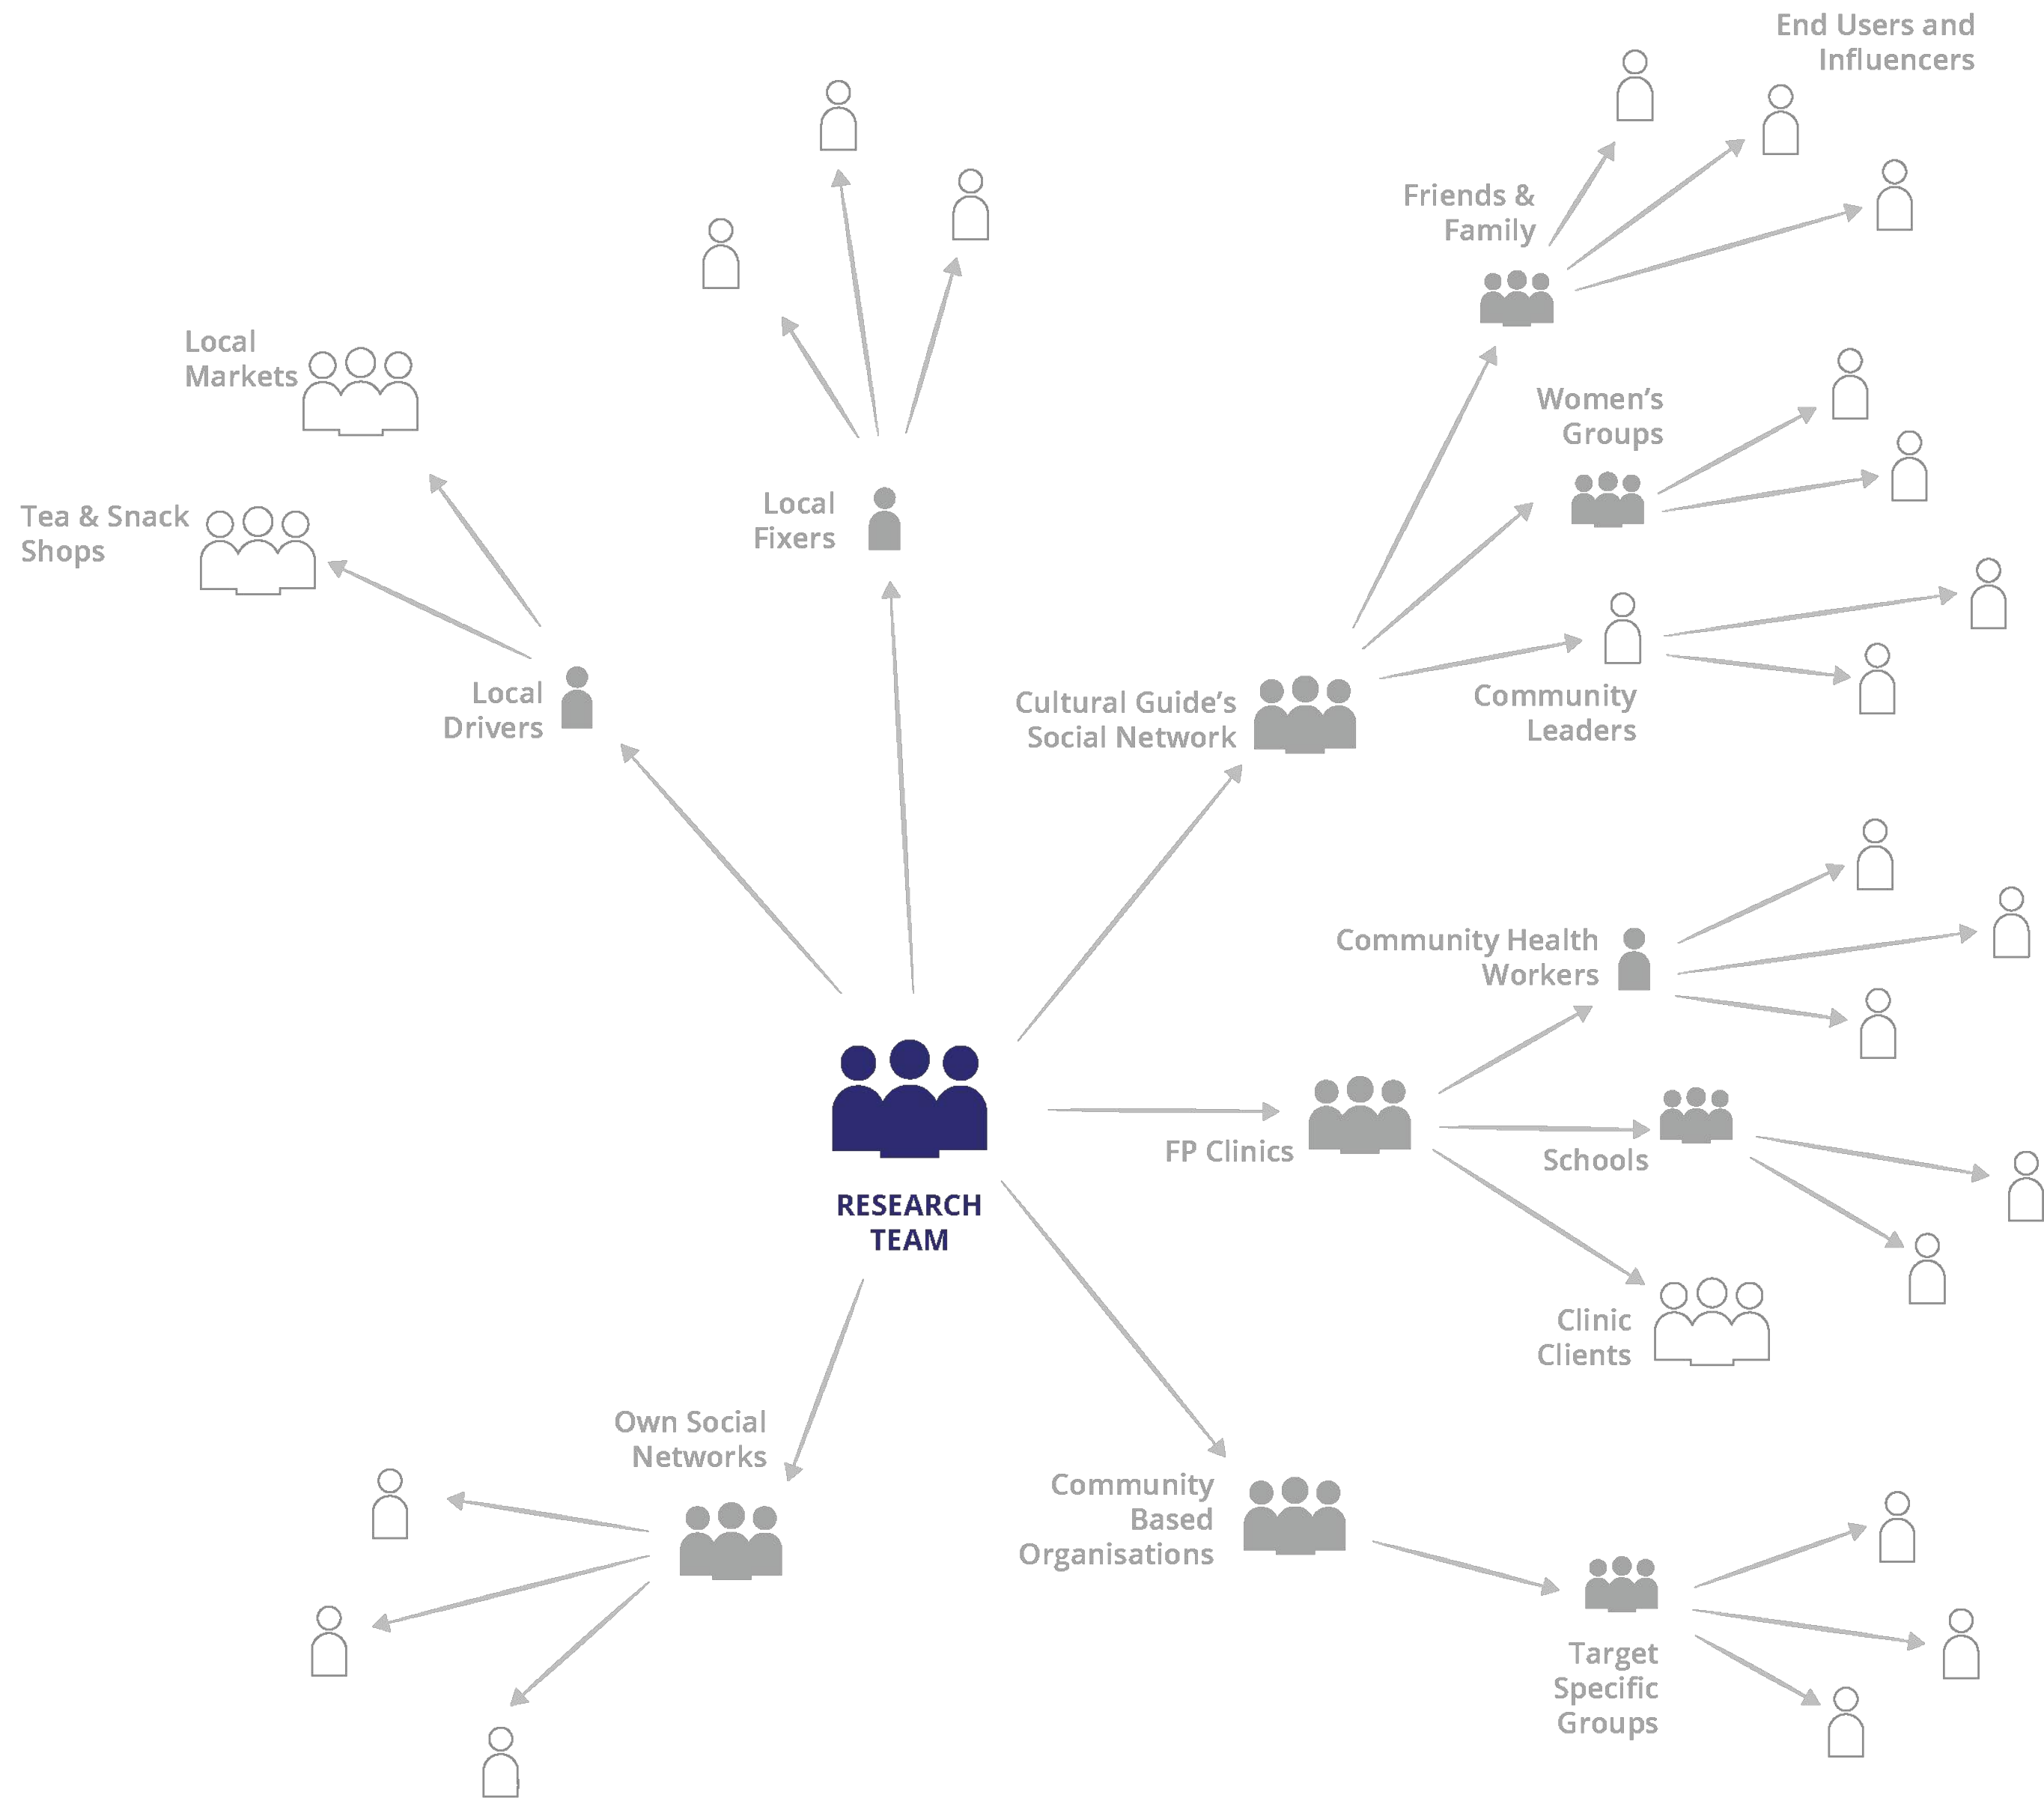 End Users and
Influencers
Friends &
Family
Local
Markets
Women’s
Groups
Tea & Snack
Shops
Local
Fixers
Local
Drivers
Cultural Guide’s
Social Network
Community
Leaders
Community Health
Workers
FP Clinics
Schools
RESEARCH
TEAM
Clinic
Clients
Own Social
Networks
Community
Based
Organisations
Target
Specific
Groups